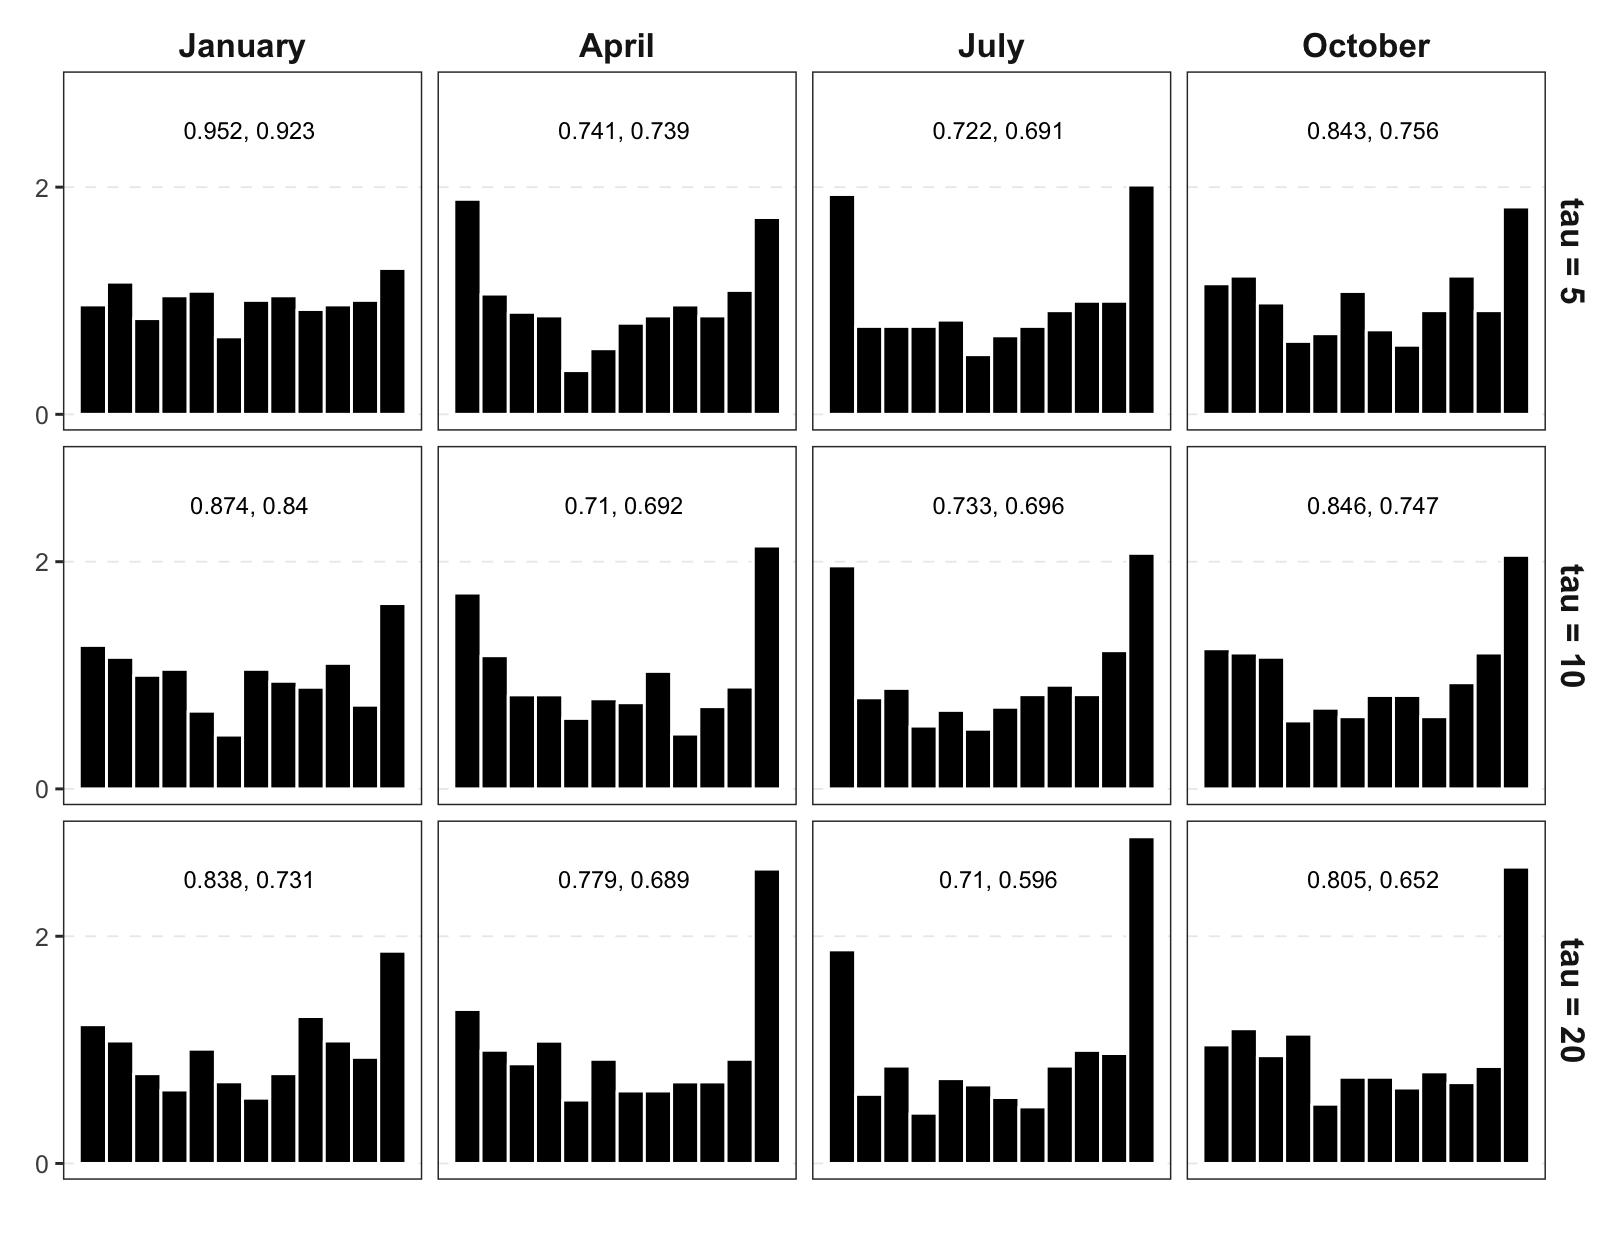 January April July October
0.952, 0.923 0.741, 0.739 0.722, 0.691 0.843, 0.756
2
tau = 5
0
0.874, 0.84 0.71, 0.692 0.733, 0.696 0.846, 0.747
2
tau = 10
0
0.838, 0.731 0.779, 0.689 0.71, 0.596 0.805, 0.652
2
tau = 20
0